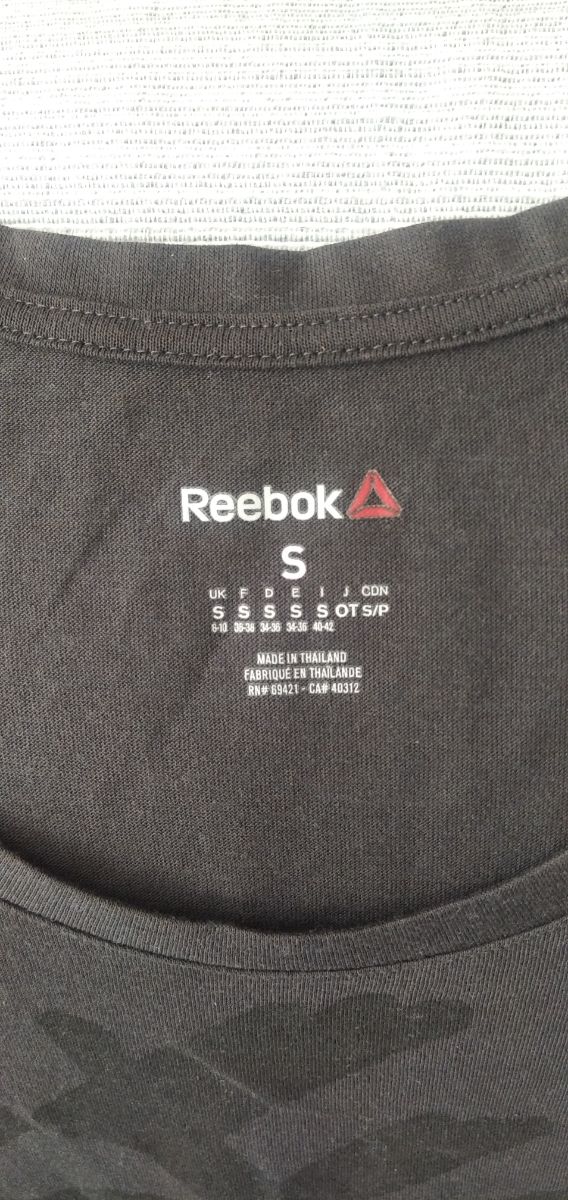 Reebok
S
UK F D E I J CDN
S S S S S OT S/P
6-10 36-38 34-36 34-36 40-42
MADE IN THAILAND
FABRIQUÉ EN THAÏLANDE
RN# 69421 - CA# 40312